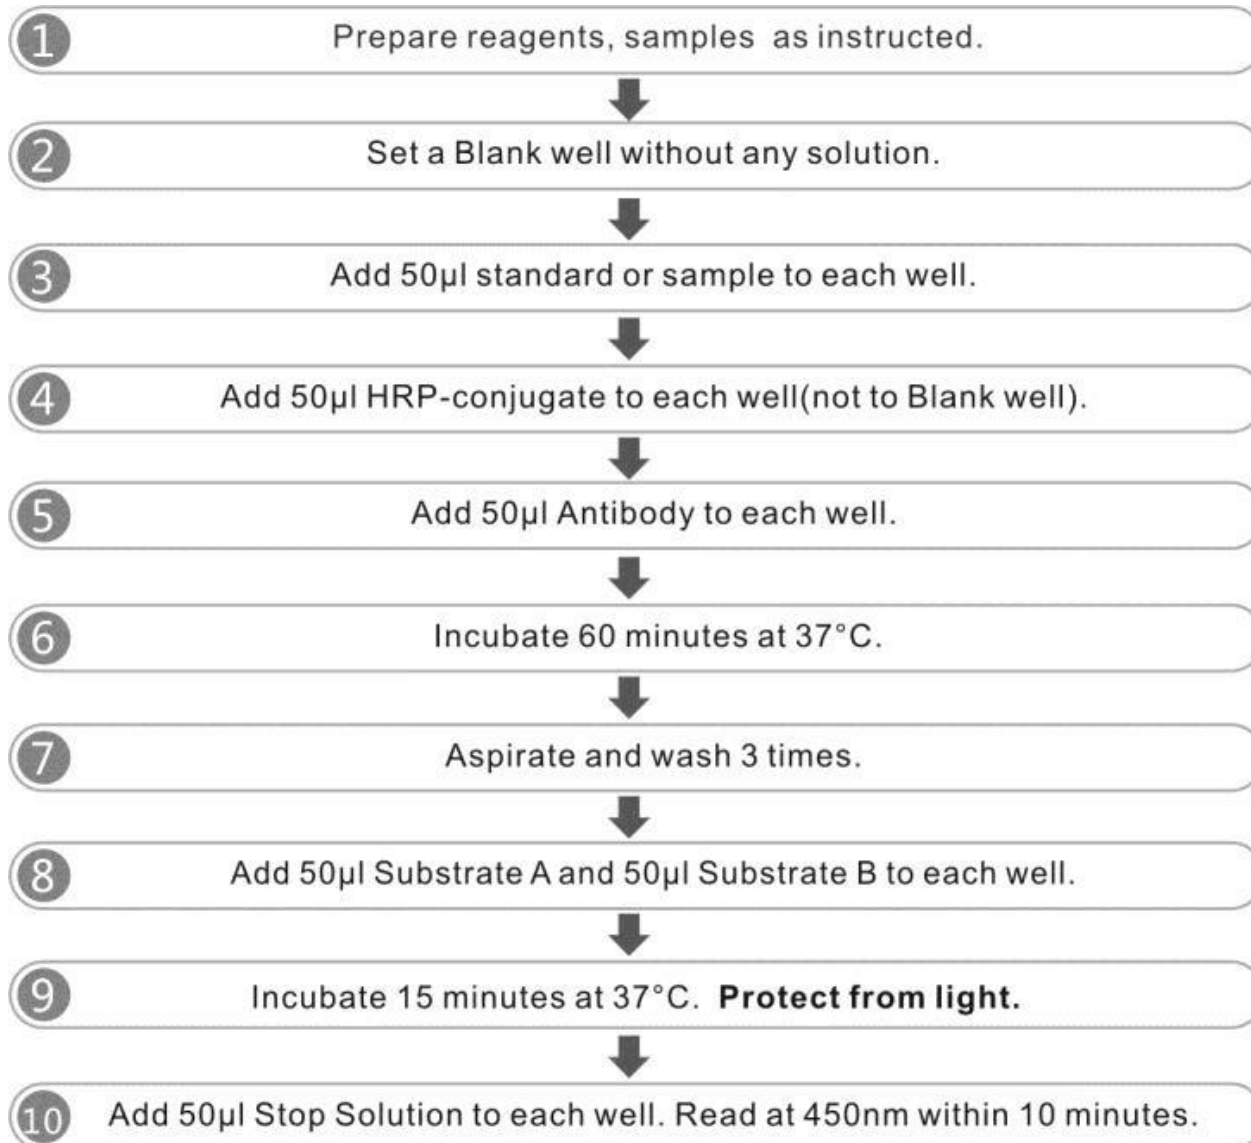 1 Prepare reagents, samples as instructed.
2 Set a Blank well without any solution.
3 Add 50µl standard or sample to each well.
4 Add 50µl HRP-conjugate to each well(not to Blank well).
5 Add 50µl Antibody to each well.
6 Incubate 60 minutes at 37°C.
7 Aspirate and wash 3 times.
8 Add 50µl Substrate A and 50µl Substrate B to each well.
9 Incubate 15 minutes at 37°C. Protect from light.
10 Add 50µl Stop Solution to each well. Read at 450nm within 10 minutes.